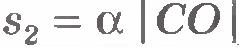 s₂ = α | CO |